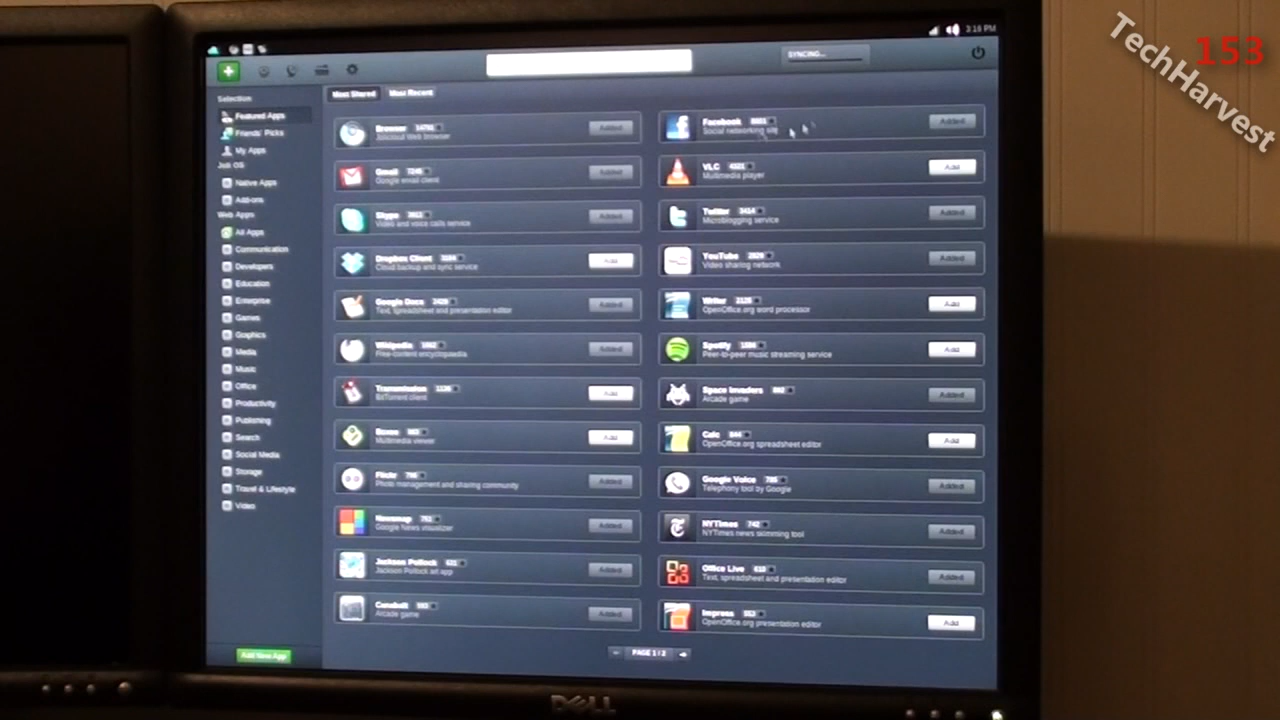 153
TechHarvest
3:16 PM
SYNCING...
Selection
Featured Apps
Friends' Picks
My Apps
Joli OS
Native Apps
Add-ons
Web Apps
All Apps
Communication
Developers
Education
Enterprise
Games
Graphics
Media
Music
Office
Productivity
Publishing
Search
Social Media
Storage
Travel & Lifestyle
Video
Add New App
Most Shared Most Recent
Browser
Jolicloud Web browser
Added
Gmail
Google email client
Added
Skype
Video and voice calls service
Added
Dropbox Client
Cloud backup and sync service
Add
Google Docs
Text, spreadsheet and presentation editor
Added
Wikipedia
Free-content encyclopaedia
Added
Transmission
BitTorrent client
Add
Boxee
Multimedia viewer
Add
Flickr
Photo management and sharing community
Added
Newsmap
Google News visualizer
Added
Jackson Pollock
Jackson Pollock art app
Added
Canabalt
Arcade game
Added
Facebook
Social networking site
Added
VLC
Multimedia player
Add
Twitter
Microblogging service
Added
YouTube
Video sharing network
Added
Writer
OpenOffice.org word processor
Add
Spotify
Peer-to-peer music streaming service
Add
Space Invaders
Arcade game
Added
Calc
OpenOffice.org spreadsheet editor
Add
Google Voice
Telephony tool by Google
Added
NYTimes 742
NYTimes news skimming tool
Added
Office Live
Text, spreadsheet and presentation editor
Added
Impress
OpenOffice.org presentation editor
Add
PAGE 1 / 2
DELL